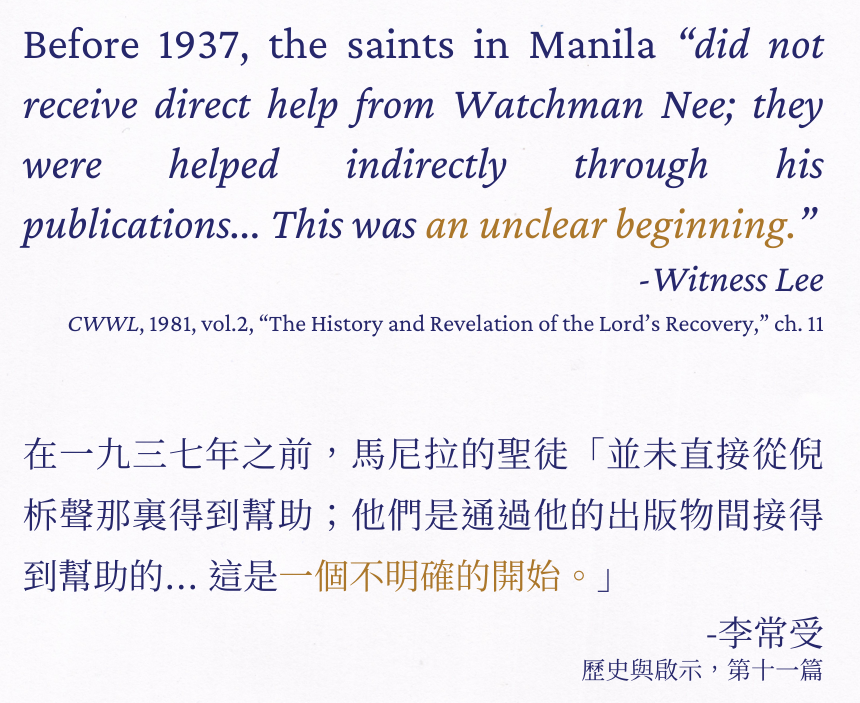 Before 1937, the saints in Manila “did not
receive direct help from Watchman Nee; they
were helped indirectly through his
publications... This was an unclear beginning.”
-Witness Lee
CWWL, 1981, vol.2, “The History and Revelation of the Lord’s Recovery,” ch. 11
在一九三七年之前，馬尼拉的聖徒「並未直接從倪
柝聲那裏得到幫助；他們是通過他的出版物間接得
到幫助的... 這是一個不明確的開始。」
-李常受
歷史與啟示，第十一篇